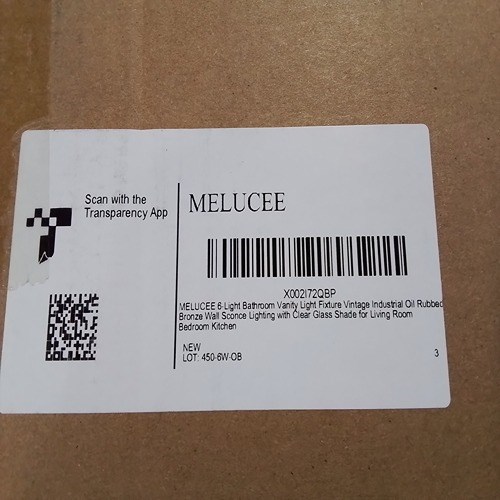 Scan with the
Transparency App
MELUCEE
X002I72QBP
MELUCEE 6-Light Bathroom Vanity Light Fixture Vintage Industrial Oil Rubbed
Bronze Wall Sconce Lighting with Clear Glass Shade for Living Room
Bedroom Kitchen
NEW
LOT: 450-6W-OB
3